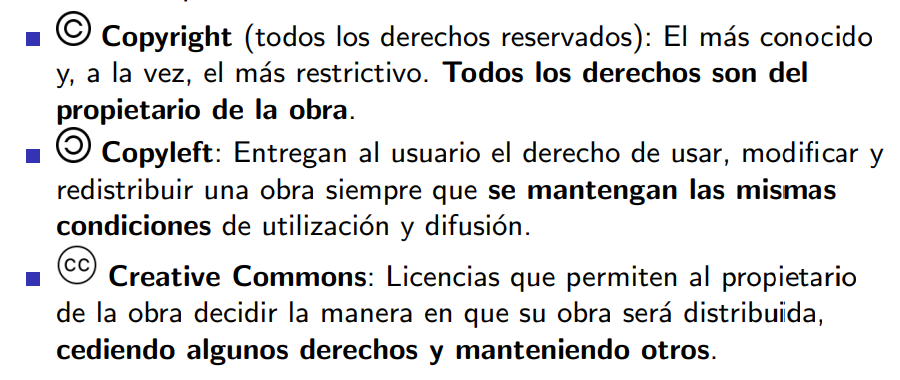 ■ © Copyright (todos los derechos reservados): El más conocido
y, a la vez, el más restrictivo. Todos los derechos son del
propietario de la obra.
■ 🄯 Copyleft: Entregan al usuario el derecho de usar, modificar y
redistribuir una obra siempre que se mantengan las mismas
condiciones de utilización y difusión.
■ 🅭 Creative Commons: Licencias que permiten al propietario
de la obra decidir la manera en que su obra será distribuida,
cediendo algunos derechos y manteniendo otros.